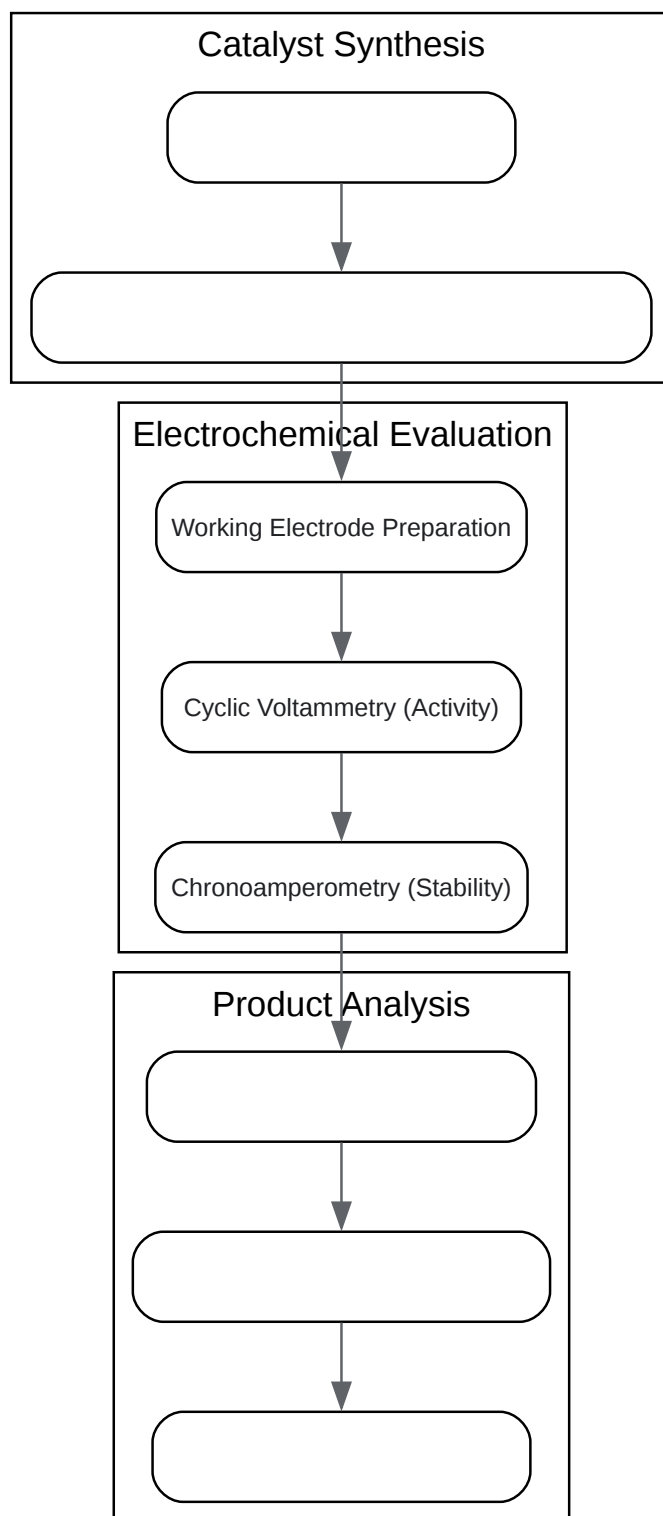 Catalyst Synthesis
Electrochemical Evaluation
Working Electrode Preparation
Cyclic Voltammetry (Activity)
Chronoamperometry (Stability)
Product Analysis